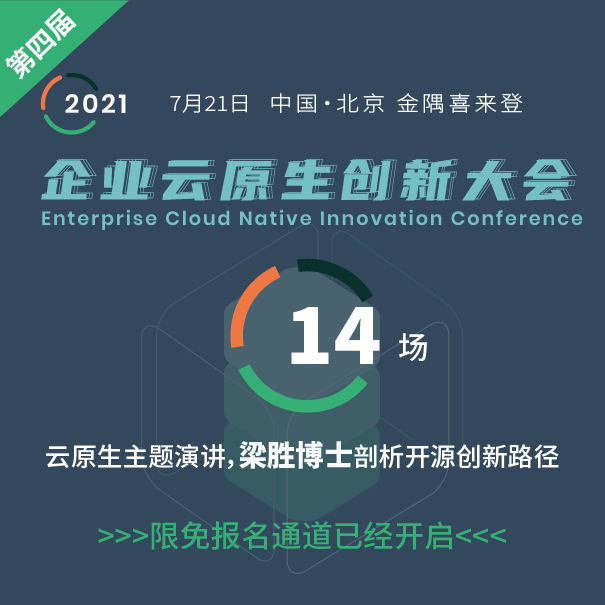 第四届
2021
7月21日 中国·北京 金隅喜来登
企业云原生创新大会
Enterprise Cloud Native Innovation Conference
14 场
云原生主题演讲,梁胜博士剖析开源创新路径
>>>限免报名通道已经开启<<<